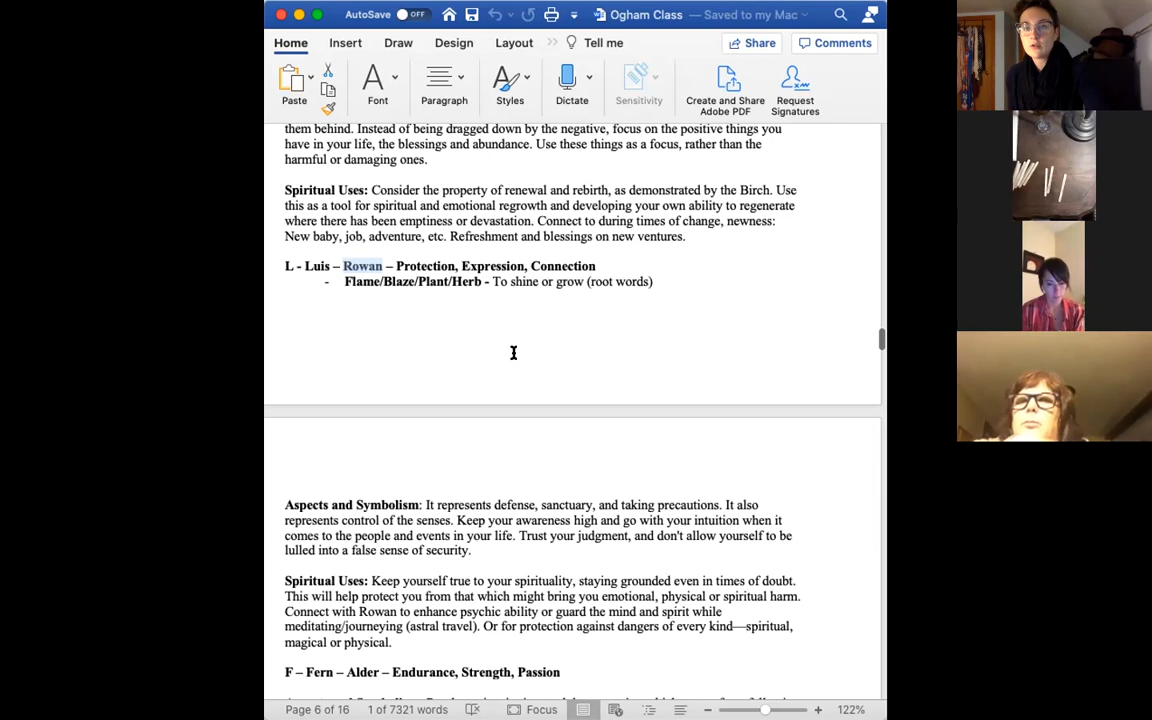 AutoSave OFF Ogham Class — Saved to my Mac
Home Insert Draw Design Layout Tell me Share Comments
Paste Font Paragraph Styles Dictate Sensitivity Create and Share Adobe PDF Request Signatures
them behind. Instead of being dragged down by the negative, focus on the positive things you
have in your life, the blessings and abundance. Use these things as a focus, rather than the
harmful or damaging ones.
Spiritual Uses: Consider the property of renewal and rebirth, as demonstrated by the Birch. Use
this as a tool for spiritual and emotional regrowth and developing your own ability to regenerate
where there has been emptiness or devastation. Connect to during times of change, newness:
New baby, job, adventure, etc. Refreshment and blessings on new ventures.
L - Luis – Rowan – Protection, Expression, Connection
- Flame/Blaze/Plant/Herb - To shine or grow (root words)
Aspects and Symbolism: It represents defense, sanctuary, and taking precautions. It also
represents control of the senses. Keep your awareness high and go with your intuition when it
comes to the people and events in your life. Trust your judgment, and don't allow yourself to be
lulled into a false sense of security.
Spiritual Uses: Keep yourself true to your spirituality, staying grounded even in times of doubt.
This will help protect you from that which might bring you emotional, physical or spiritual harm.
Connect with Rowan to enhance psychic ability or guard the mind and spirit while
meditating/journeying (astral travel). Or for protection against dangers of every kind—spiritual,
magical or physical.
F – Fern – Alder – Endurance, Strength, Passion
Page 6 of 16 1 of 7321 words Focus 122%